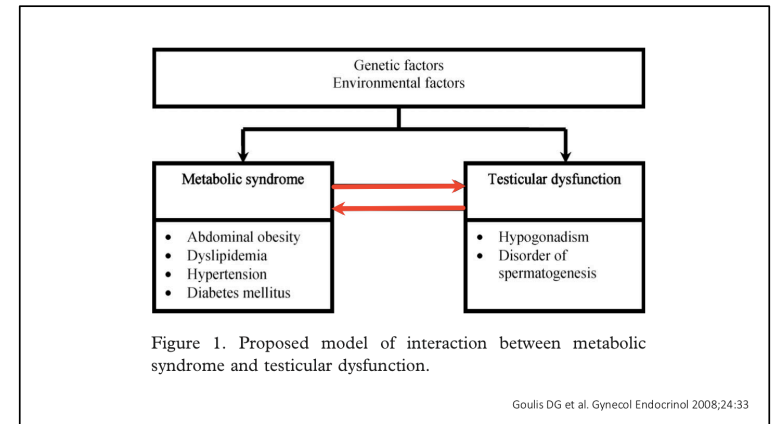 Genetic factors
Environmental factors
Metabolic syndrome
• Abdominal obesity
• Dyslipidemia
• Hypertension
• Diabetes mellitus
Testicular dysfunction
• Hypogonadism
• Disorder of
spermatogenesis
Figure 1. Proposed model of interaction between metabolic
syndrome and testicular dysfunction.
Goulis DG et al. Gynecol Endocrinol 2008;24:33